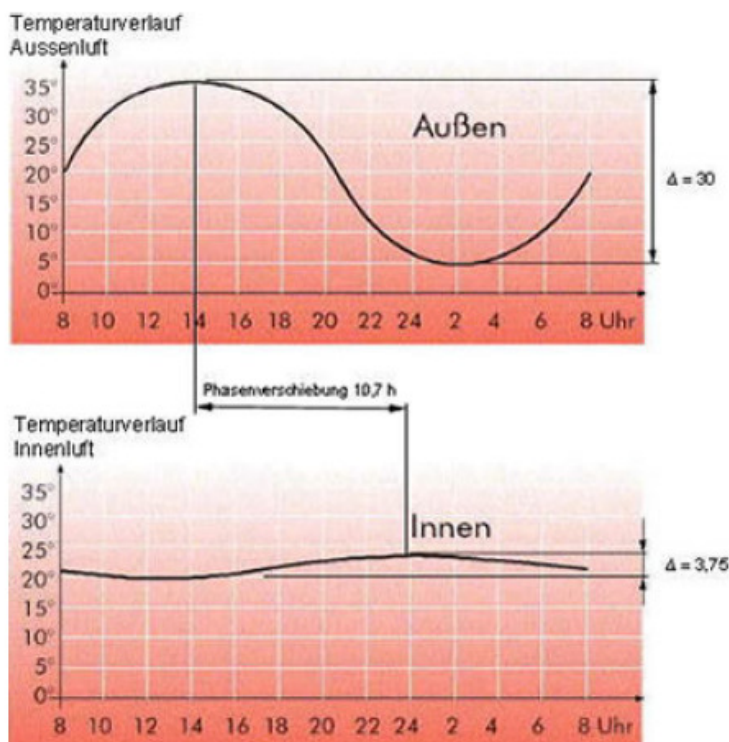 Temperaturverlauf
Aussenluft
35°
30°
25°
20°
15°
10°
5°
0°
Außen
Δ = 30
8 10 12 14 16 18 20 22 24 2 4 6 8 Uhr
Phasenverschiebung 10,7 h
Temperaturverlauf
Innenluft
35°
30°
25°
20°
15°
10°
5°
0°
Innen
Δ = 3,75
8 10 12 14 16 18 20 22 24 2 4 6 8 Uhr